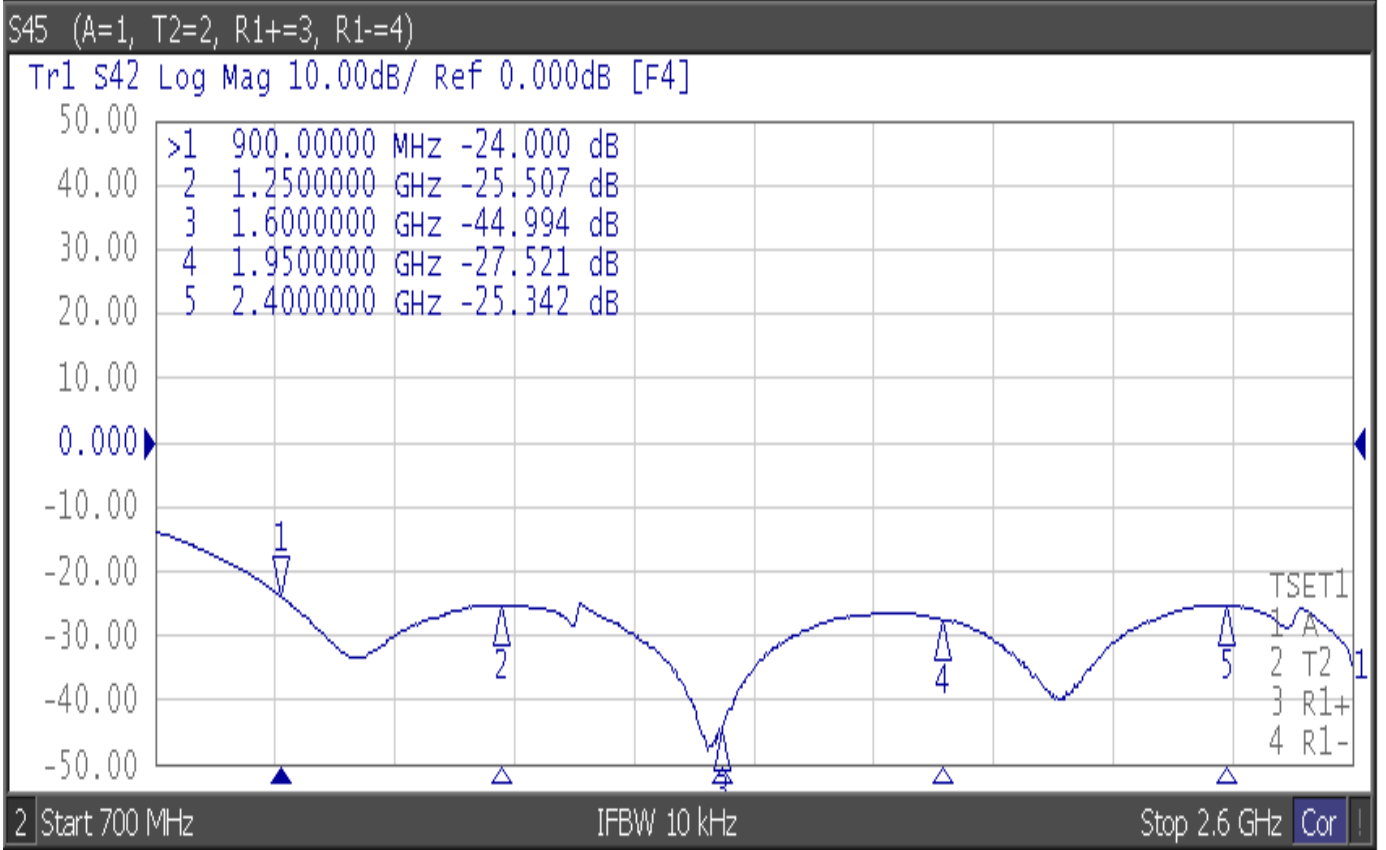 S45 (A=1, T2=2, R1+=3, R1-=4)
Tr1 S42 Log Mag 10.00dB/ Ref 0.000dB [F4]
50.00
>1 900.00000 MHz -24.000 dB
40.00
2 1.2500000 GHz -25.507 dB
3 1.6000000 GHz -44.994 dB
30.00
4 1.9500000 GHz -27.521 dB
20.00
5 2.4000000 GHz -25.342 dB
10.00
0.000
-10.00
1
-20.00
TSET1
-30.00
1 A
2
4
5
2 T2
1
-40.00
3 R1+
4 R1-
-50.00
3
2 Start 700 MHz IFBW 10 kHz Stop 2.6 GHz Cor !